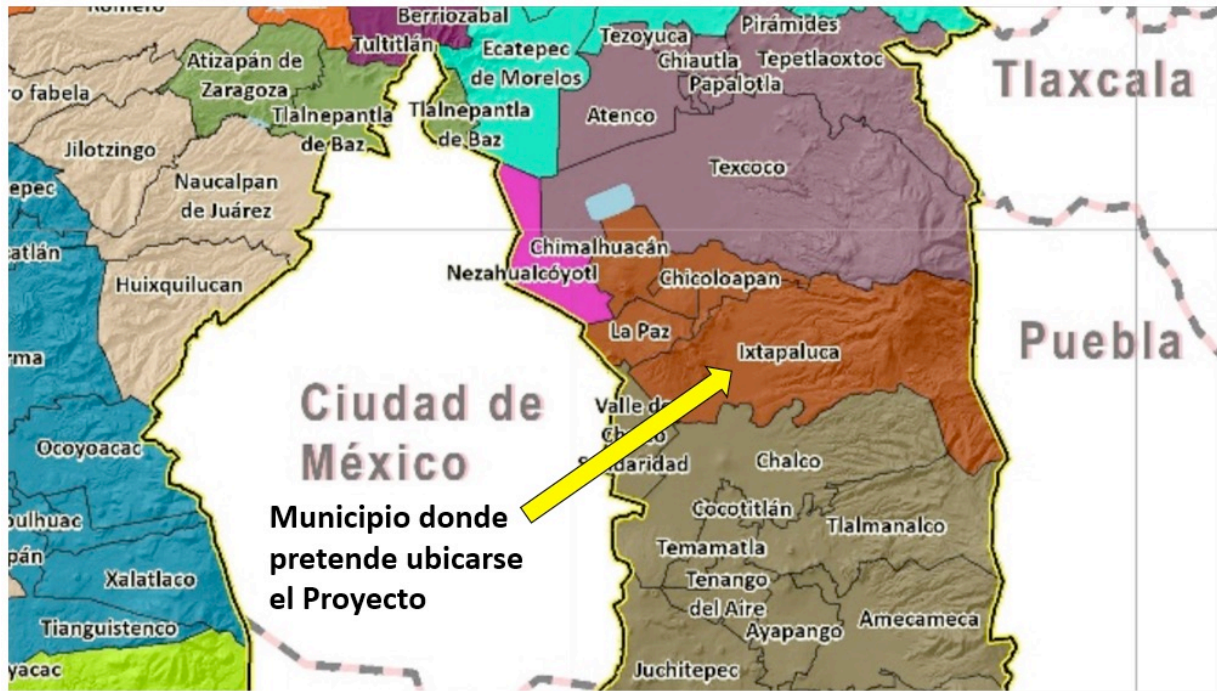 Romero
Berriozabal
Tultitlán
Pirámides
Tezoyuca
Ecatepec
de Morelos
Chiautla
Tepetlaoxtoc
Papalotla
Tlaxcala
Atizapán de
Zaragoza
ro fabela
Tlalnepantla
de Baz
Tlalnepantla
de Baz
Atenco
Jilotzingo
Texcoco
epec
Naucalpan
de Juárez
catlán
Chimalhuacán
Nezahualcóyotl
Chicoloapan
Huixquilucan
La Paz
Ixtapaluca
Puebla
rma
Ciudad de
México
Valle de
Solidaridad
Ocoyoacac
Chalco
Cocotitlán
Tlalmanalco
Municipio donde
pretende ubicarse
el Proyecto
pulhuac
pán
Temamatla
Xalatlaco
Tenango
del Aire
Amecameca
Ayapango
Tianguistenco
yacac
Juchitepec